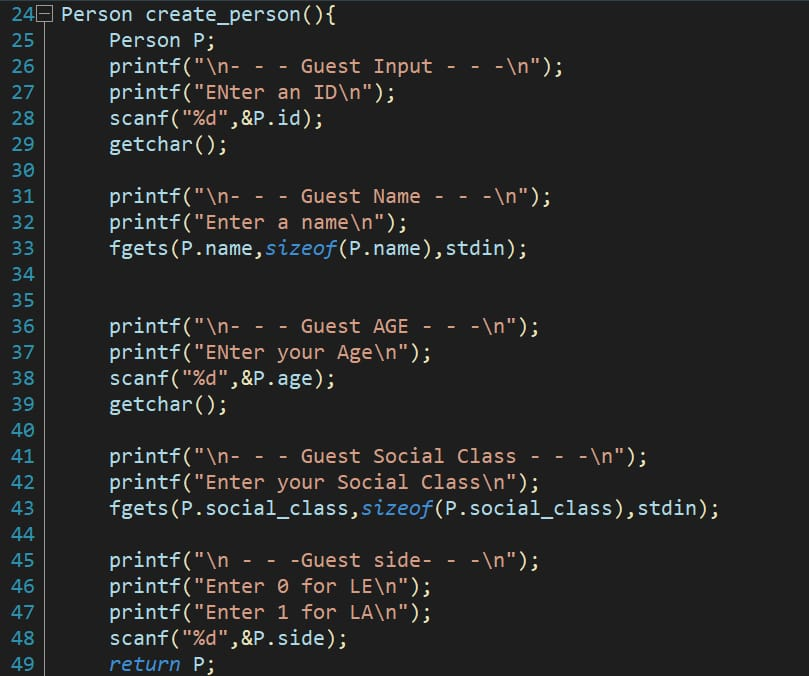 24 Person create_person(){
25     Person P;
26     printf("\n- - - Guest Input - - -\n");
27     printf("ENter an ID\n");
28     scanf("%d",&P.id);
29     getchar();
30
31     printf("\n- - - Guest Name - - -\n");
32     printf("Enter a name\n");
33     fgets(P.name,sizeof(P.name),stdin);
34
35
36     printf("\n- - - Guest AGE - - -\n");
37     printf("ENter your Age\n");
38     scanf("%d",&P.age);
39     getchar();
40
41     printf("\n- - - Guest Social Class - - -\n");
42     printf("Enter your Social Class\n");
43     fgets(P.social_class,sizeof(P.social_class),stdin);
44
45     printf("\n - - -Guest side- - -\n");
46     printf("Enter 0 for LE\n");
47     printf("Enter 1 for LA\n");
48     scanf("%d",&P.side);
49     return P;